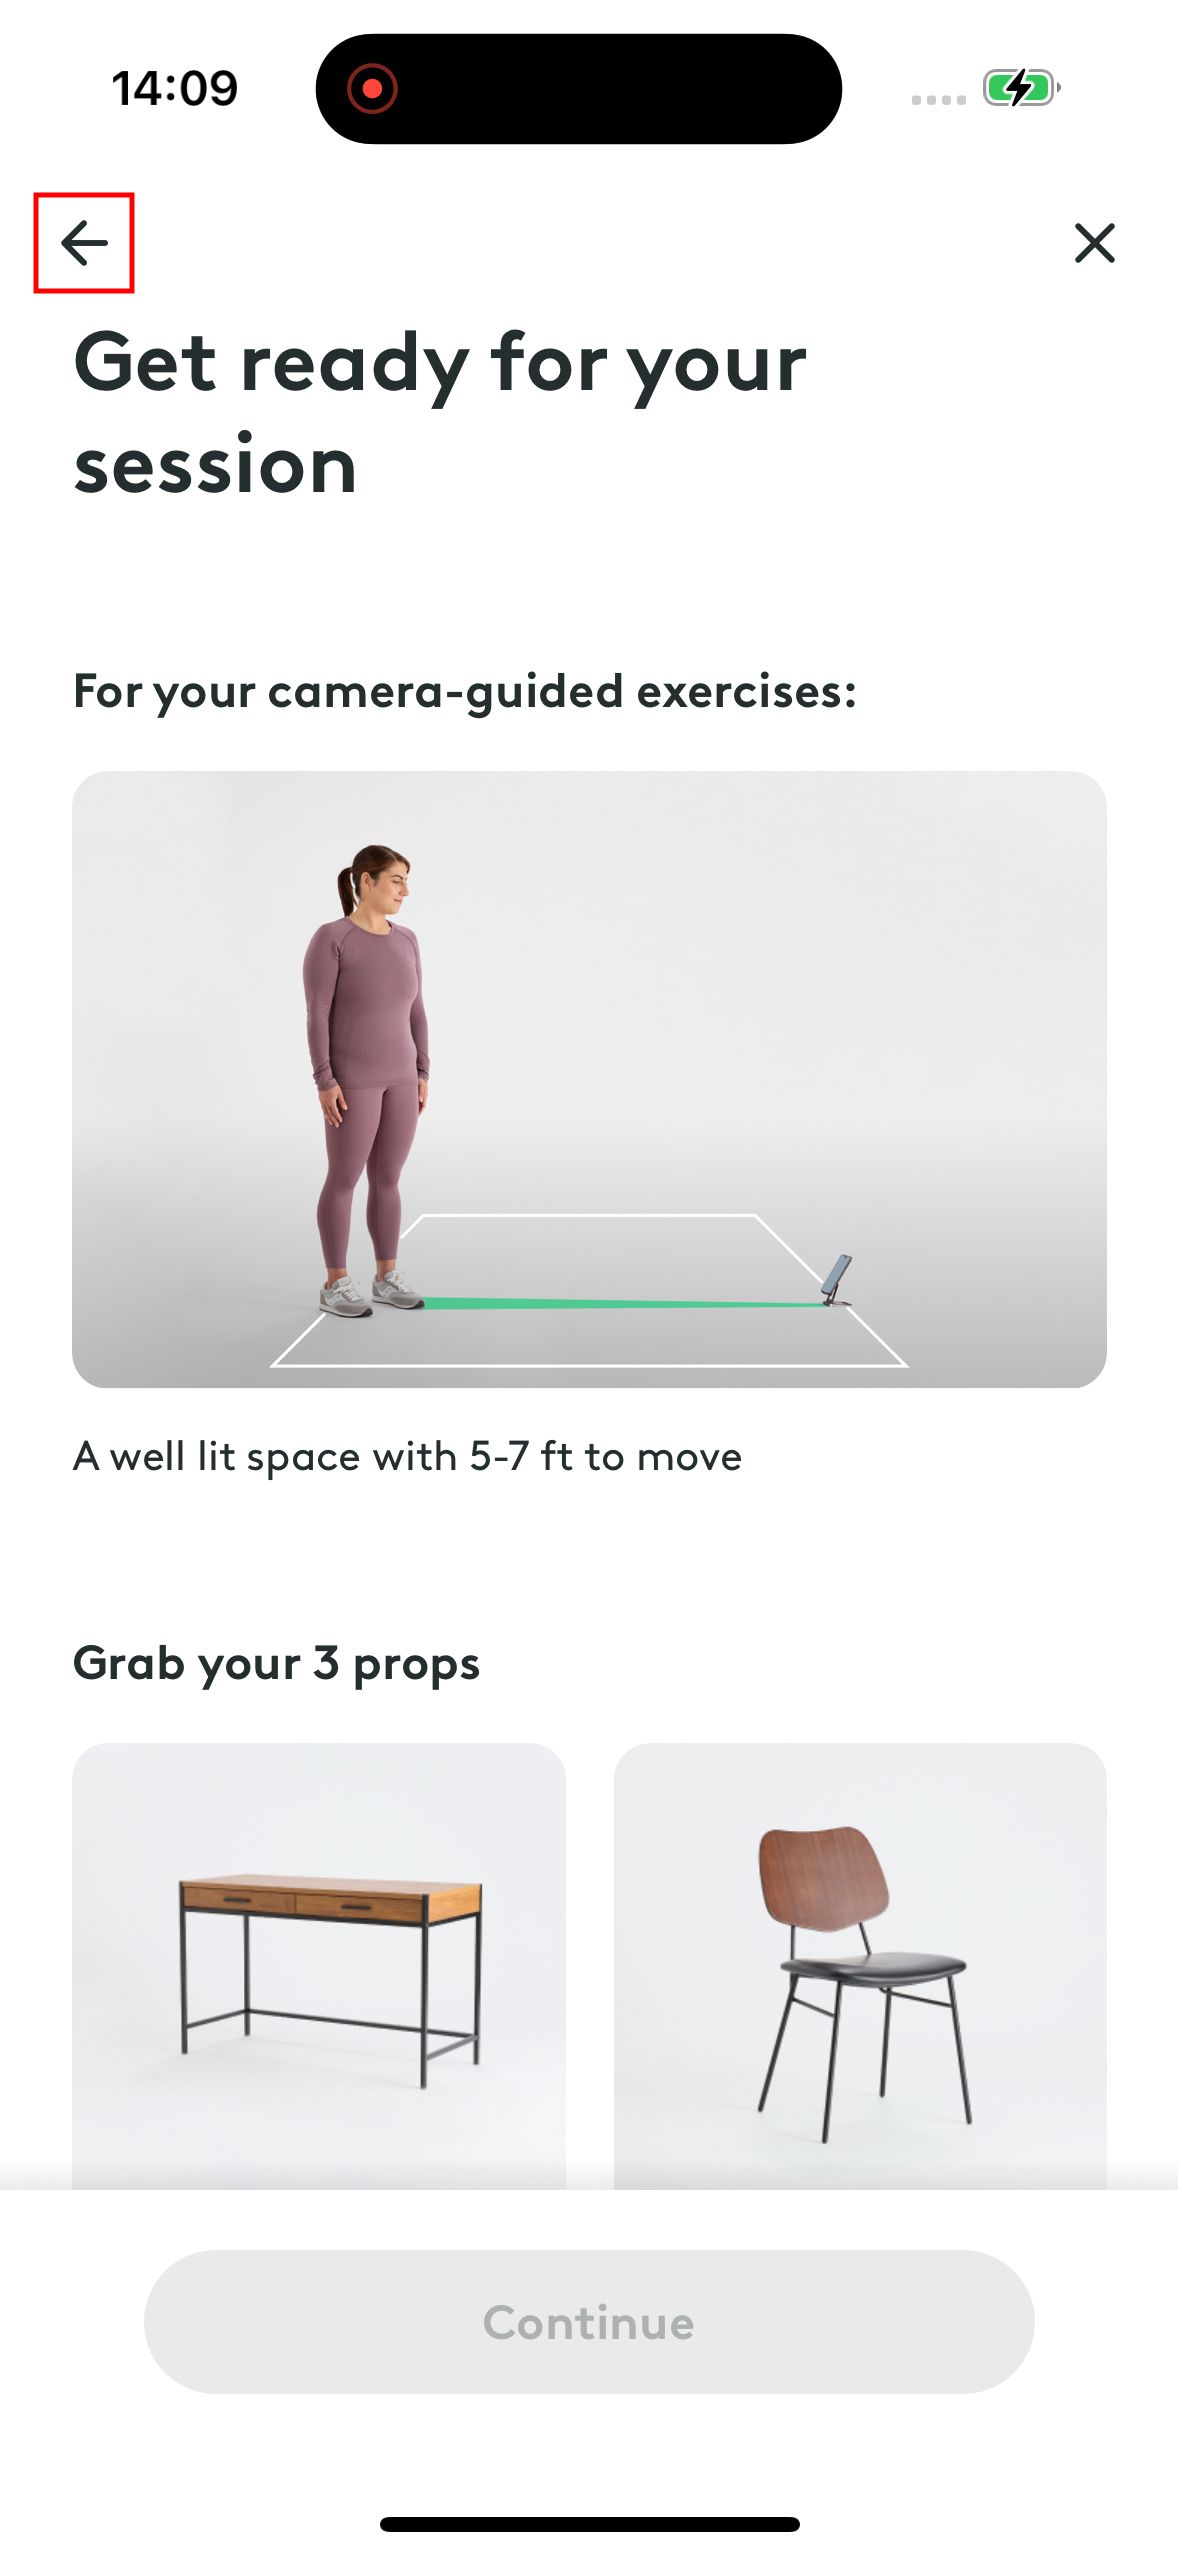 14:09
Get ready for your
session
For your camera-guided exercises:
A well lit space with 5-7 ft to move
Grab your 3 props
Continue